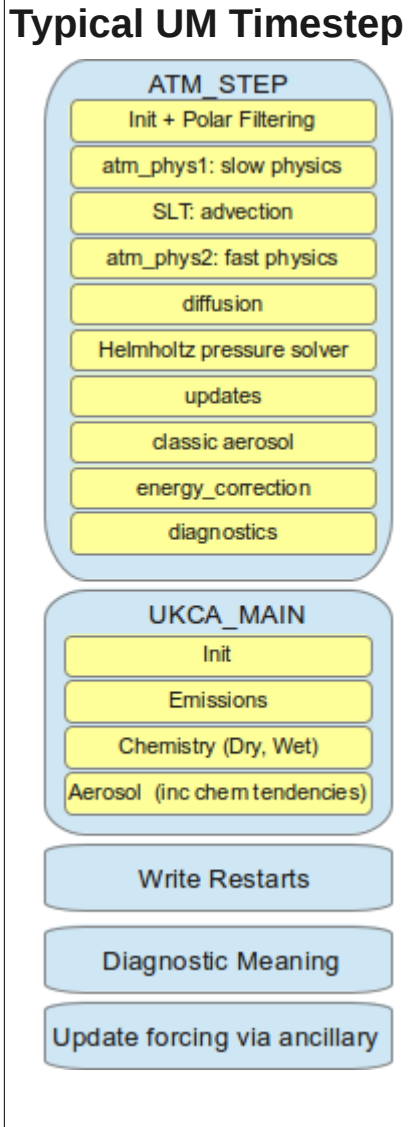 Typical UM Timestep
ATM_STEP
Init + Polar Filtering
atm_phys1: slow physics
SLT: advection
atm_phys2: fast physics
diffusion
Helmholtz pressure solver
updates
classic aerosol
energy_correction
diagnostics
UKCA_MAIN
Init
Emissions
Chemistry (Dry, Wet)
Aerosol (inc chem tendencies)
Write Restarts
Diagnostic Meaning
Update forcing via ancillary